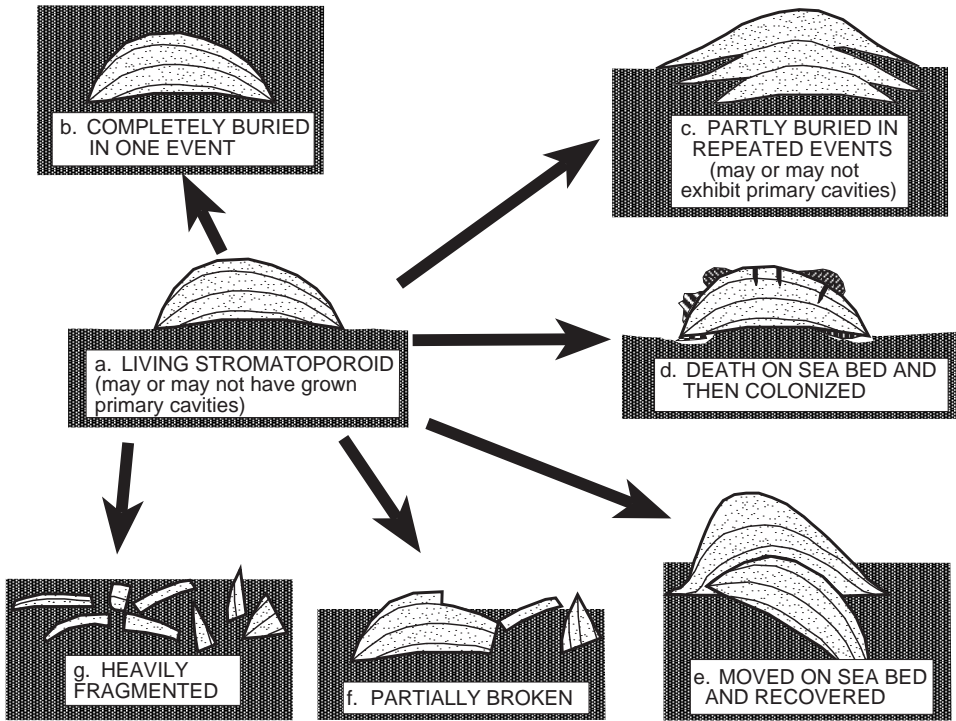 b. COMPLETELY BURIED
IN ONE EVENT
c. PARTLY BURIED IN
REPEATED EVENTS
(may or may not
exhibit primary cavities)
a. LIVING STROMATOPOROID
(may or may not have grown
primary cavities)
d. DEATH ON SEA BED AND
THEN COLONIZED
g. HEAVILY
FRAGMENTED
f. PARTIALLY BROKEN
e. MOVED ON SEA BED
AND RECOVERED